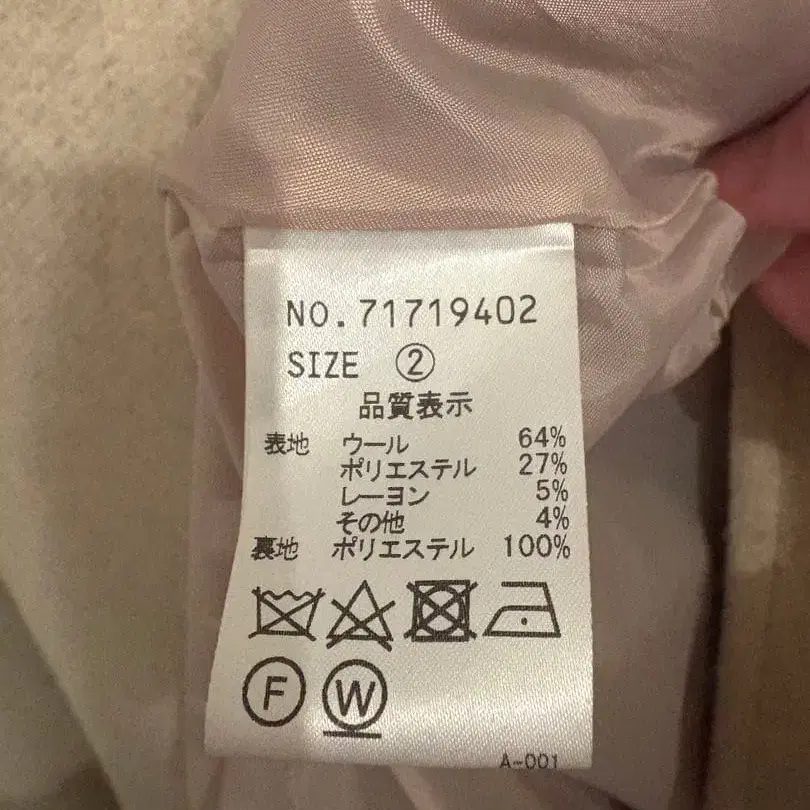 NO.71719402
SIZE ②
品質表示
表地 ウール 64%
ポリエステル 27%
レーヨン 5%
その他 4%
裏地 ポリエステル 100%
F W
A-001